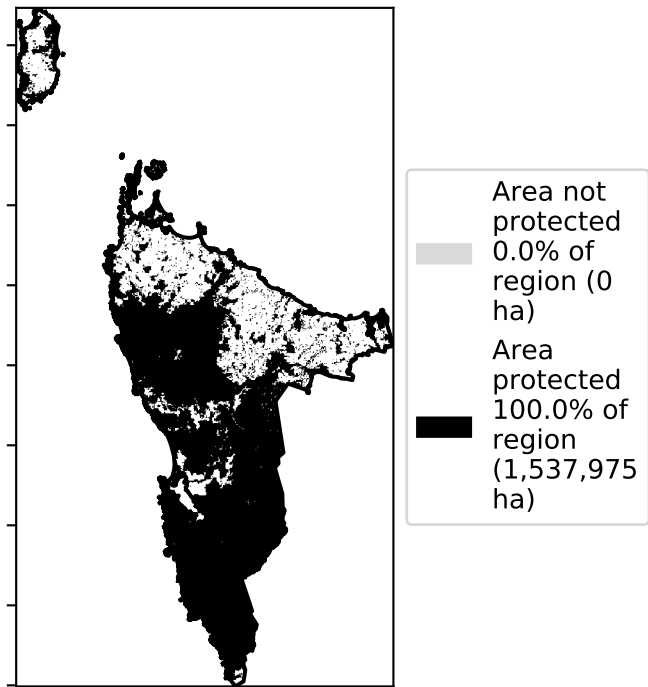 Area not
protected
0.0% of
region (0
ha)
Area
protected
100.0% of
region
(1,537,975
ha)